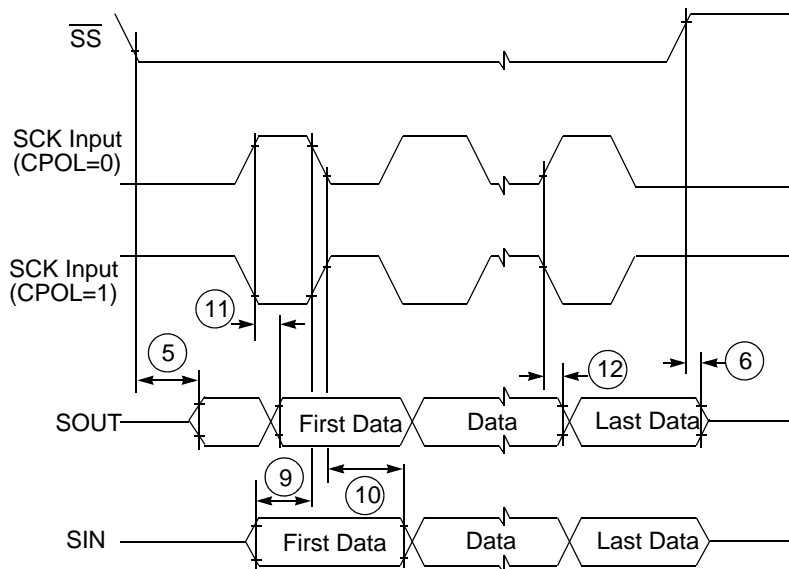 SS
SCK Input
(CPOL=0)
SCK Input
(CPOL=1)
11
5
12
6
SOUT
First Data
Data
Last Data
9
10
SIN
First Data
Data
Last Data